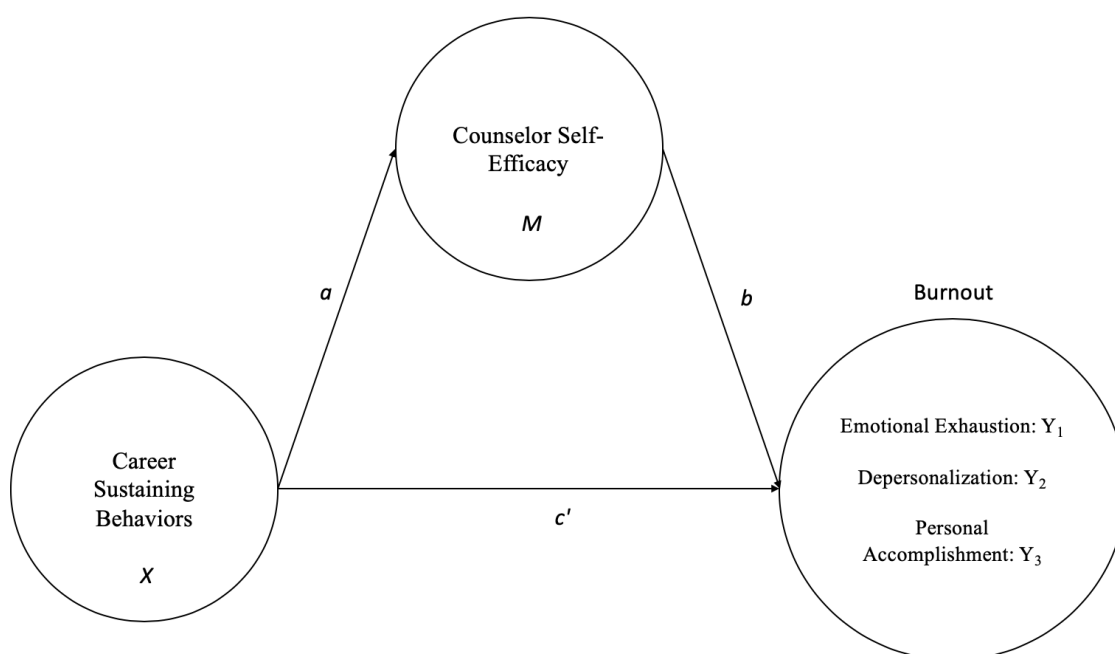 Counselor Self-
Efficacy
M
a
b
Burnout
Career
Sustaining
Behaviors
X
c'
Emotional Exhaustion: Y₁
Depersonalization: Y₂
Personal
Accomplishment: Y₃